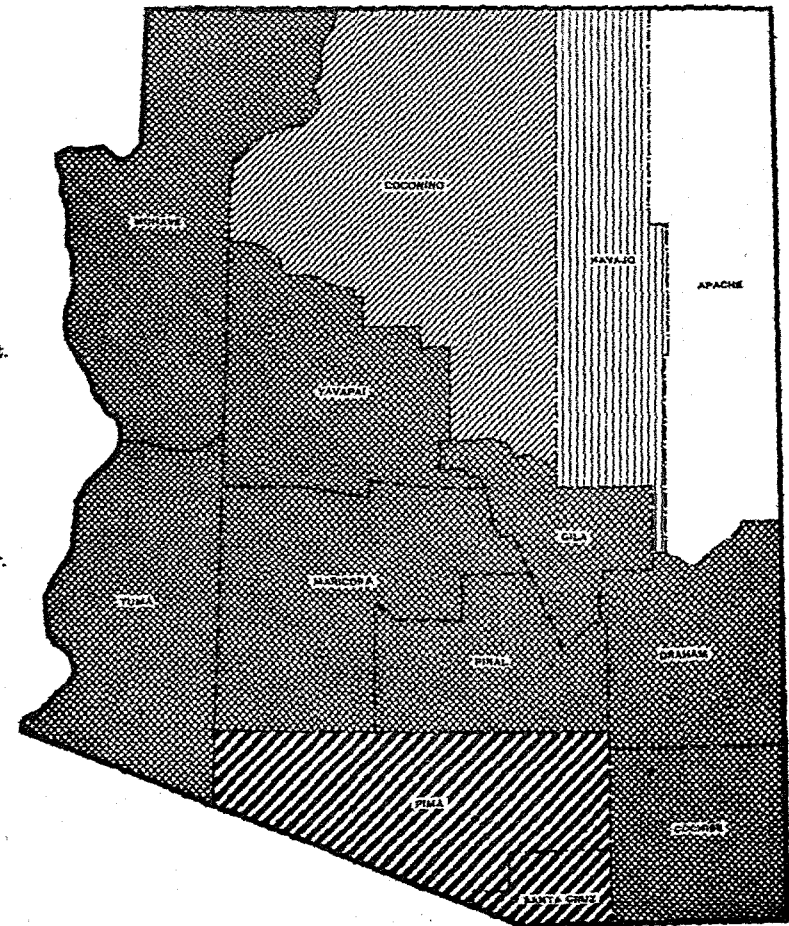 COCONINO
MOHAVE
NAVAJO
APACHE
YAVAPAI
GILA
MARICOPA
YUMA
PINAL
GRAHAM
PIMA
COCHISE
SANTA CRUZ